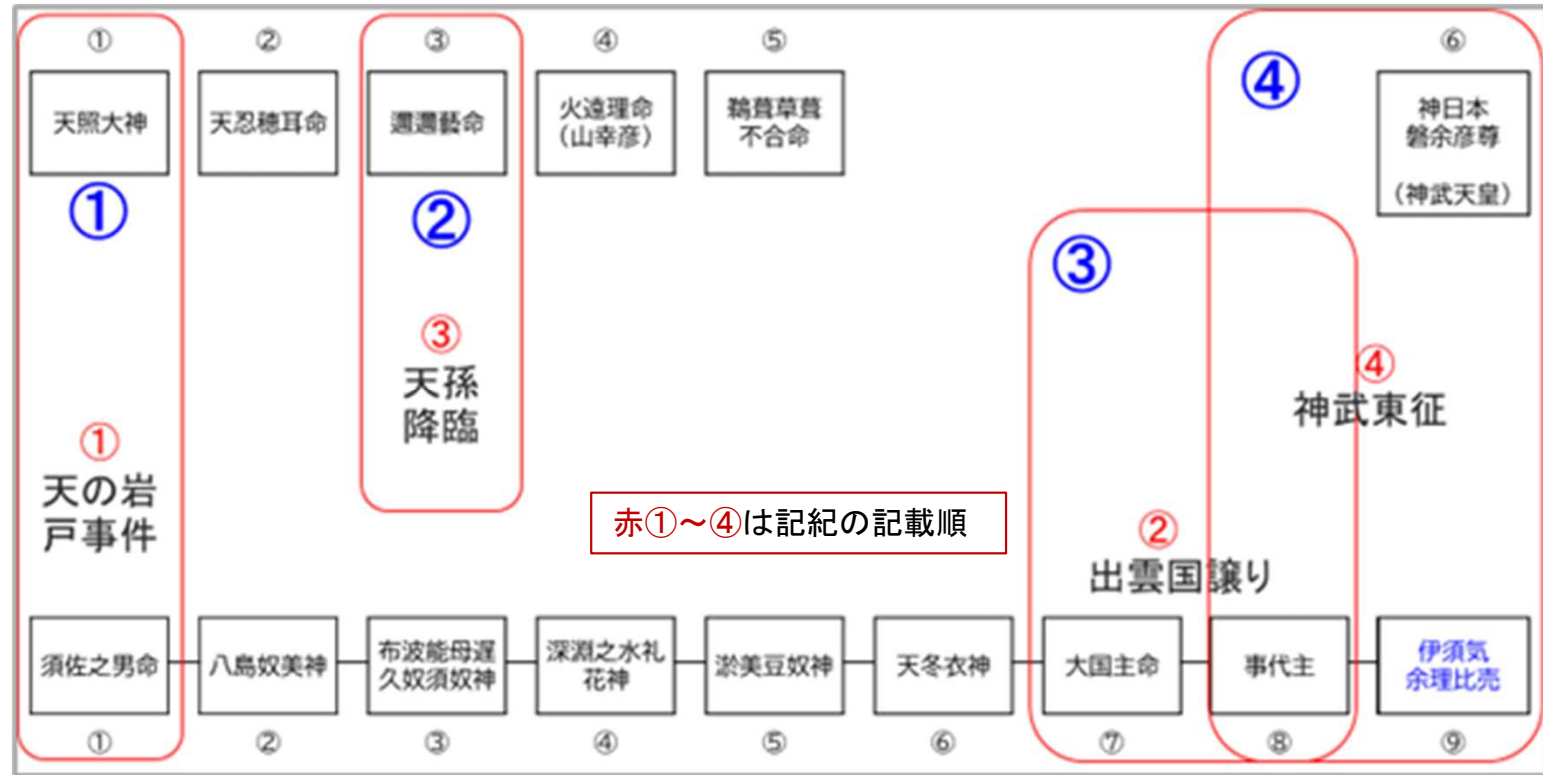 ① ② ③ ④ ⑤ ⑥
天照大神
天忍穂耳命
邇邇藝命
火遠理命
(山幸彦)
鵜葺草葺
不合命
④
神日本
磐余彦尊
(神武天皇)
①
②
③
③
天孫
降臨
④
神武東征
①
天の岩
戸事件
赤①～④は記紀の記載順
②
出雲国譲り
須佐之男命
八島奴美神
布波能母遅
久奴須奴神
深淵之水礼
花神
淤美豆奴神
天冬衣神
大国主命
事代主
伊須気
余理比売
① ② ③ ④ ⑤ ⑥ ⑦ ⑧ ⑨